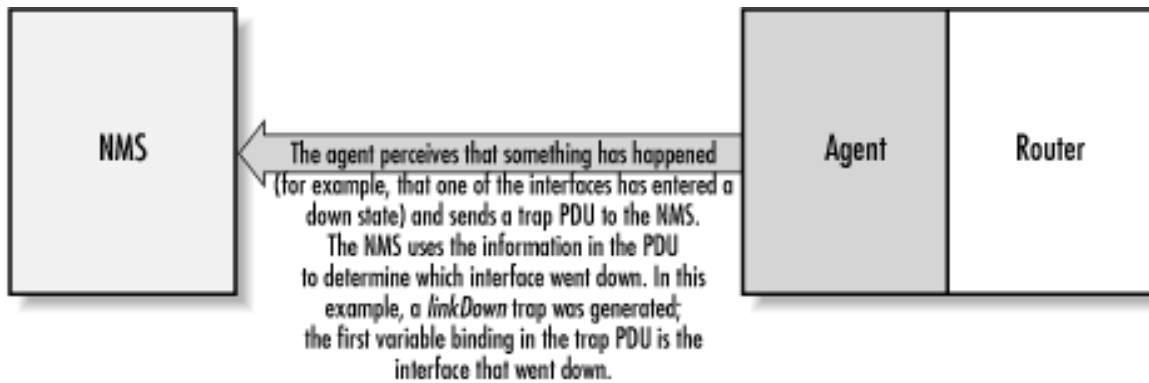 NMS
The agent perceives that something has happened
(for example, that one of the interfaces has entered a
down state) and sends a trap PDU to the NMS.
The NMS uses the information in the PDU
to determine which interface went down. In this
example, a linkDown trap was generated;
the first variable binding in the trap PDU is the
interface that went down.
Agent
Router